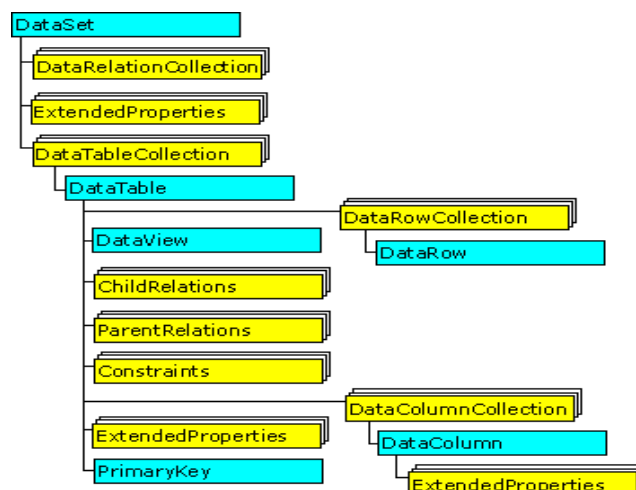 DataSet
DataRelationCollection
ExtendedProperties
DataTableCollection
DataTable
DataRowCollection
DataView
DataRow
ChildRelations
ParentRelations
Constraints
DataColumnCollection
ExtendedProperties
DataColumn
PrimaryKey
ExtendedProperties